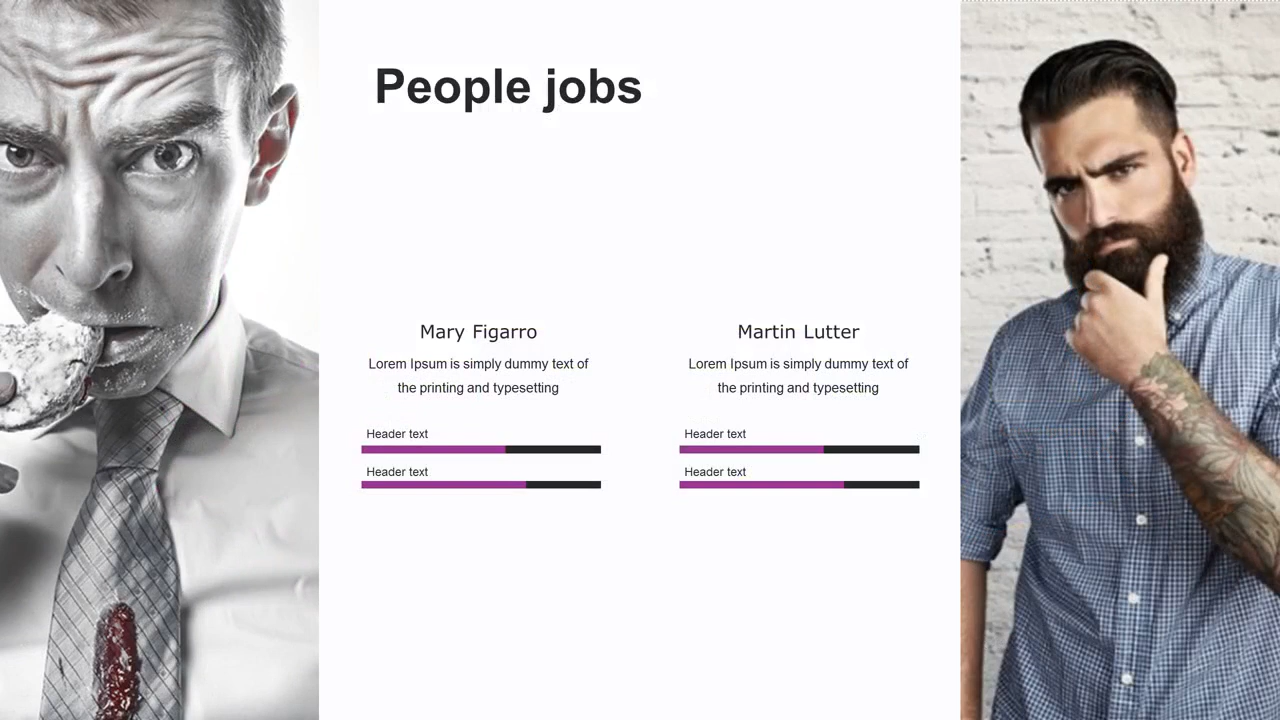 People jobs
Mary Figarro
Lorem Ipsum is simply dummy text of
the printing and typesetting
Header text
Header text
Martin Lutter
Lorem Ipsum is simply dummy text of
the printing and typesetting
Header text
Header text